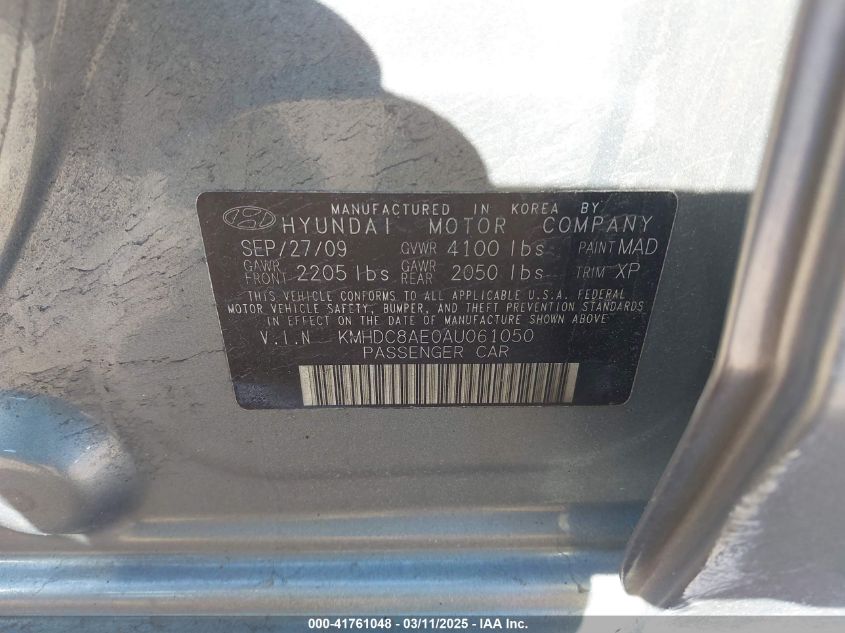 MANUFACTURED IN KOREA BY:
HYUNDAI MOTOR COMPANY
SEP/27/09 GVWR 4100 lbs PAINT MAD
GAWR FRONT 2205 lbs GAWR REAR 2050 lbs TRIM XP
THIS VEHICLE CONFORMS TO ALL APPLICABLE U.S.A. FEDERAL
MOTOR VEHICLE SAFETY, BUMPER, AND THEFT PREVENTION STANDARDS
IN EFFECT ON THE DATE OF MANUFACTURE SHOWN ABOVE
V.I.N KMHDC8AE0AU061050
PASSENGER CAR
000-41761048 - 03/11/2025 - © IAA, Inc.